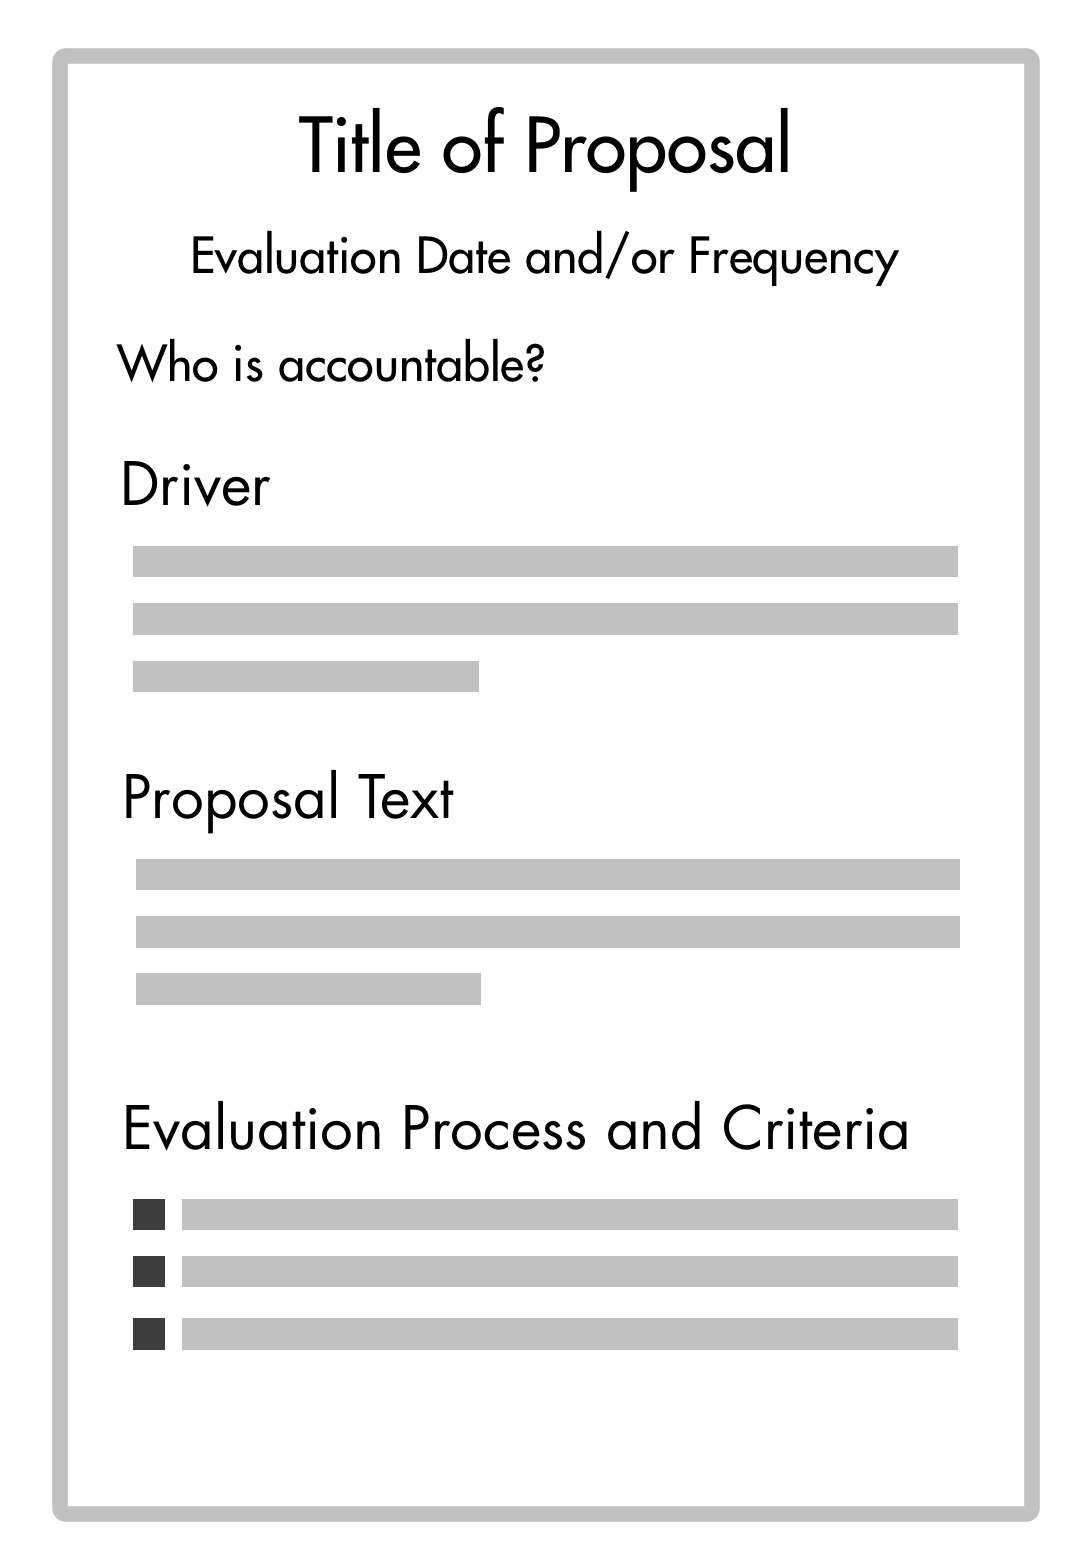 Title of Proposal
Evaluation Date and/or Frequency
Who is accountable?
Driver
Proposal Text
Evaluation Process and Criteria